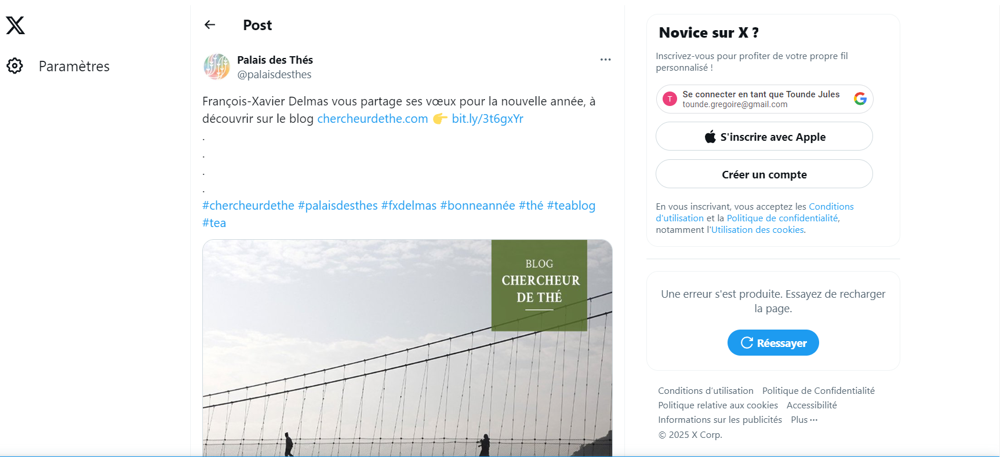 Paramètres
Post
Palais des Thés
@palaisdesthes
François-Xavier Delmas vous partage ses vœux pour la nouvelle année, à
découvrir sur le blog chercheurdethe.com 👉 bit.ly/3t6gxYr
.
.
.
.
#chercheurdethe #palaisdesthes #fxdelmas #bonneannée #thé #teablog
#tea
BLOG
CHERCHEUR
DE THÉ
Novice sur X ?
Inscrivez-vous pour profiter de votre propre fil
personnalisé !
T
Se connecter en tant que Tounde Jules
tounde.gregoire@gmail.com
S'inscrire avec Apple
Créer un compte
En vous inscrivant, vous acceptez les Conditions
d'utilisation et la Politique de confidentialité,
notamment l'Utilisation des cookies.
Une erreur s'est produite. Essayez de recharger
la page.
Réessayer
Conditions d’utilisation Politique de Confidentialité
Politique relative aux cookies Accessibilité
Informations sur les publicités Plus ···
© 2025 X Corp.